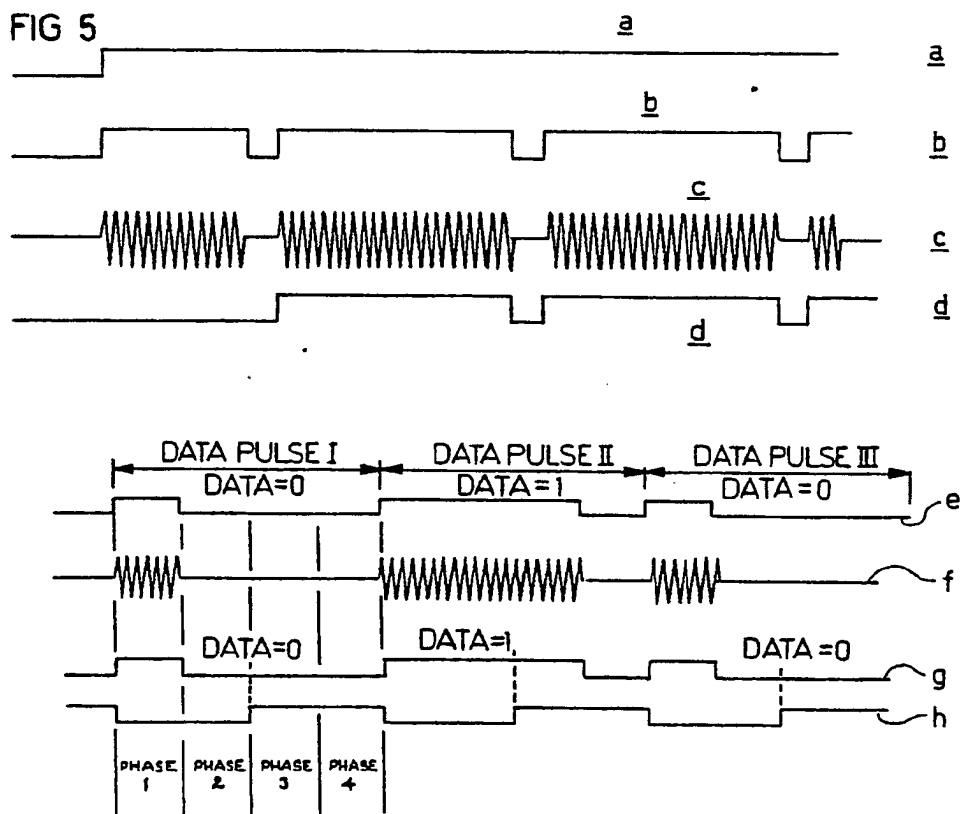 FIG 5
a
a
b
b
c
c
d
d
DATA PULSE I
DATA PULSE II
DATA PULSE III
DATA=0
DATA=1
DATA=0
e
f
DATA=0
DATA=1
DATA=0
g
h
PHASE 1
PHASE 2
PHASE 3
PHASE 4